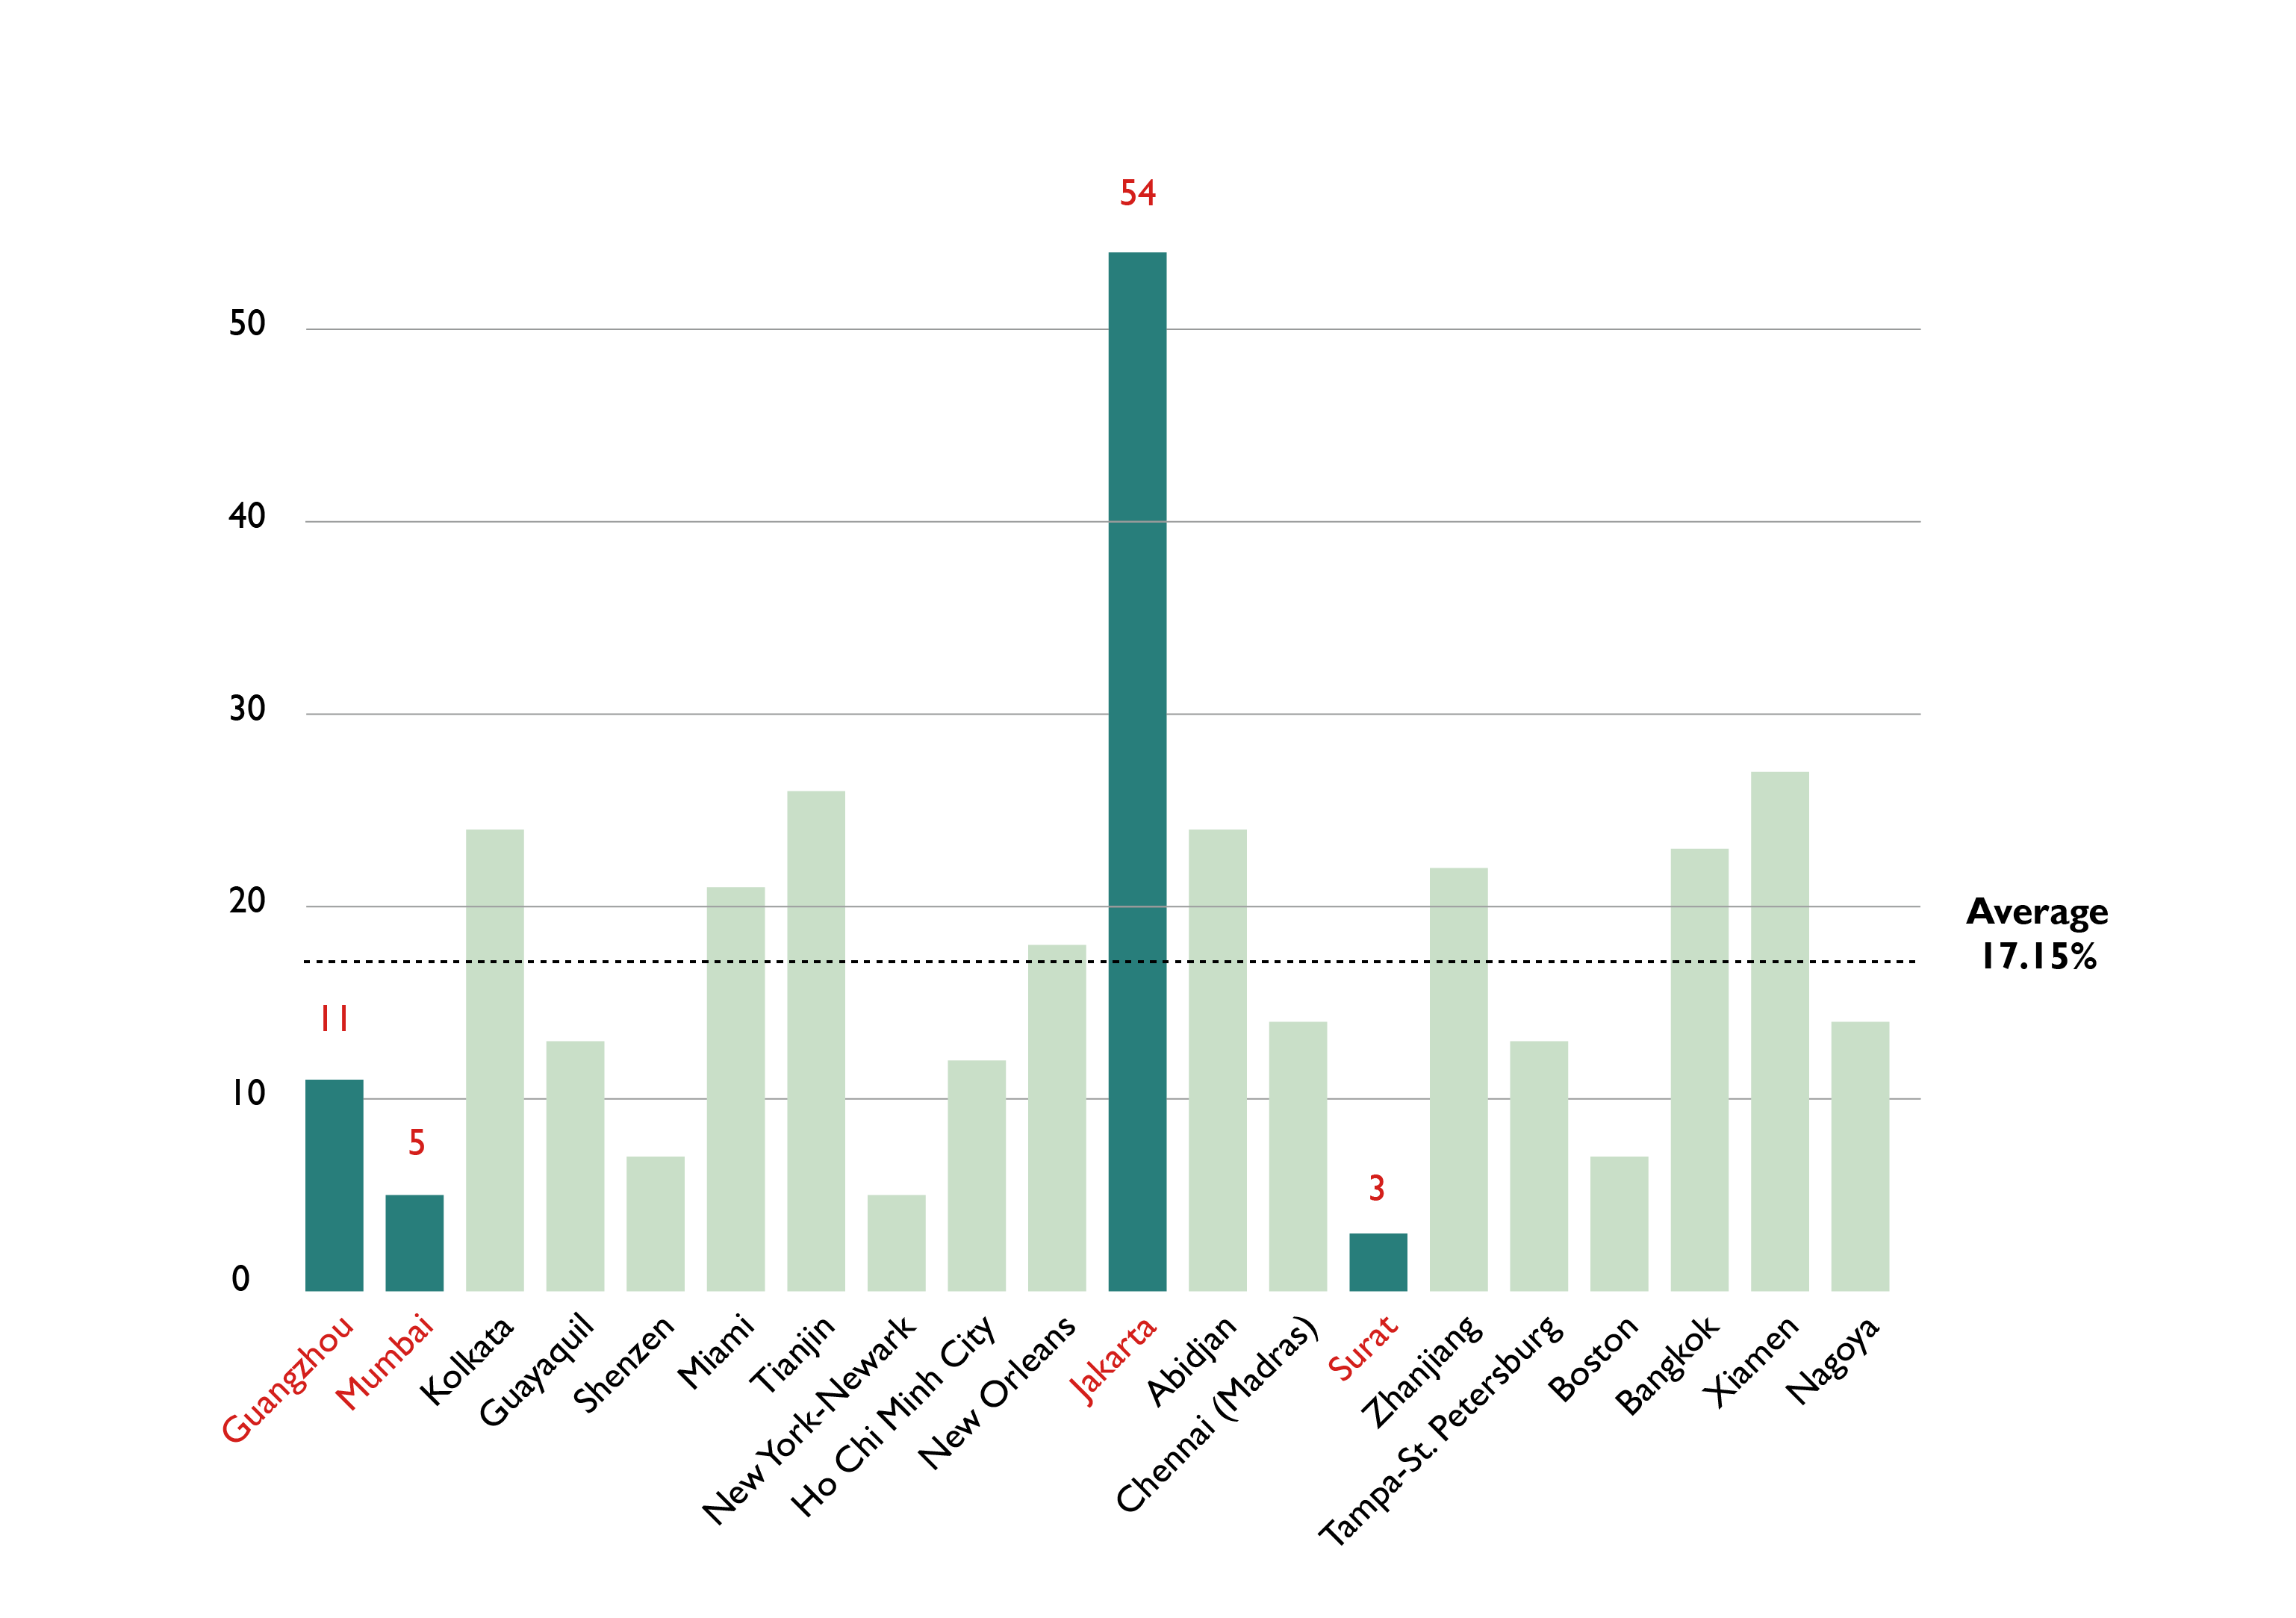 54
50
40
30
20
Average
17.15%
11
10
5
3
0
Guangzhou
Mumbai
Kolkata
Guayaquil
Shenzen
Miami
Tianjin
New York-Newark
Ho Chi Minh City
New Orleans
Jakarta
Abidjan
Chennai (Madras)
Surat
Zhanjiang
Tampa-St. Petersburg
Boston
Bangkok
Xiamen
Nagoya